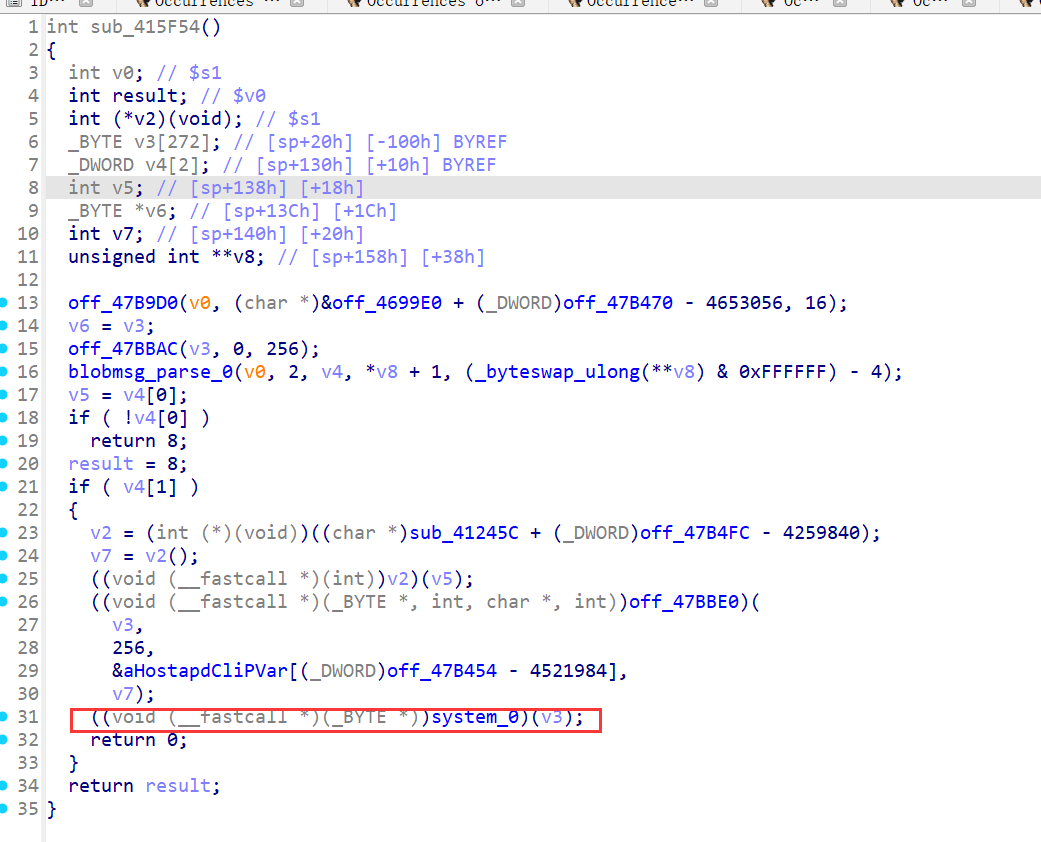 Occurrences ···
Occurrences o···
Occurrence···
Oc···
Oc···
1 int sub_415F54()
2 {
3 int v0; // $s1
4 int result; // $v0
5 int (*v2)(void); // $s1
6 _BYTE v3[272]; // [sp+20h] [-100h] BYREF
7 _DWORD v4[2]; // [sp+130h] [+10h] BYREF
8 int v5; // [sp+138h] [+18h]
9 _BYTE *v6; // [sp+13Ch] [+1Ch]
10 int v7; // [sp+140h] [+20h]
11 unsigned int **v8; // [sp+158h] [+38h]
12
13 off_47B9D0(v0, (char *)&off_4699E0 + (_DWORD)off_47B470 - 4653056, 16);
14 v6 = v3;
15 off_47BBAC(v3, 0, 256);
16 blobmsg_parse_0(v0, 2, v4, *v8 + 1, (_byteswap_ulong(**v8) & 0xFFFFFF) - 4);
17 v5 = v4[0];
18 if ( !v4[0] )
19 return 8;
20 result = 8;
21 if ( v4[1] )
22 {
23 v2 = (int (*)(void))((char *)sub_41245C + (_DWORD)off_47B4FC - 4259840);
24 v7 = v2();
25 ((void (__fastcall *)(int))v2)(v5);
26 ((void (__fastcall *)(_BYTE *, int, char *, int))off_47BBE0)(
27 v3,
28 256,
29 &aHostapdCliPVar[(_DWORD)off_47B454 - 4521984],
30 v7);
31 ((void (__fastcall *)(_BYTE *))system_0)(v3);
32 return 0;
33 }
34 return result;
35 }